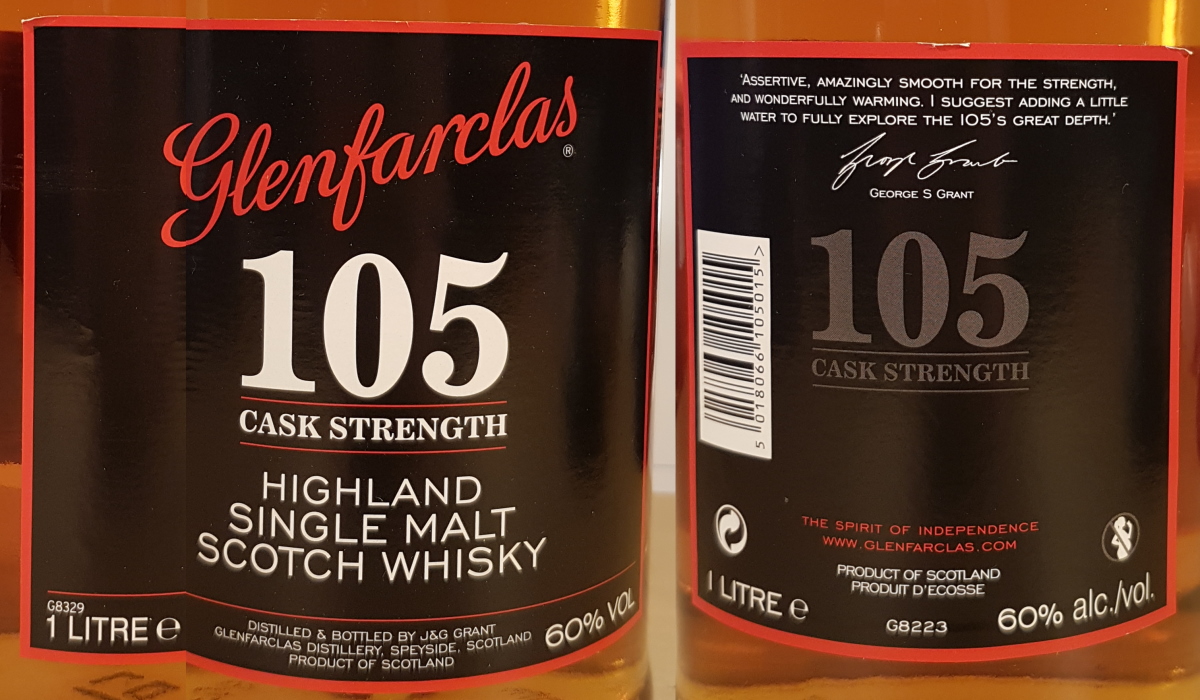 Glenfarclas®
105
CASK STRENGTH
HIGHLAND
SINGLE MALT
SCOTCH WHISKY
G8329
1 LITRE e
DISTILLED & BOTTLED BY J&G GRANT
GLENFARCLAS DISTILLERY, SPEYSIDE, SCOTLAND
PRODUCT OF SCOTLAND
60% VOL
'ASSERTIVE, AMAZINGLY SMOOTH FOR THE STRENGTH,
AND WONDERFULLY WARMING. I SUGGEST ADDING A LITTLE
WATER TO FULLY EXPLORE THE 105'S GREAT DEPTH.'
George Grant
GEORGE S GRANT
105
CASK STRENGTH
5 018066 105015 >
THE SPIRIT OF INDEPENDENCE
WWW.GLENFARCLAS.COM
PRODUCT OF SCOTLAND
PRODUIT D'ECOSSE
1 LITRE e
G8223
60% alc./vol.